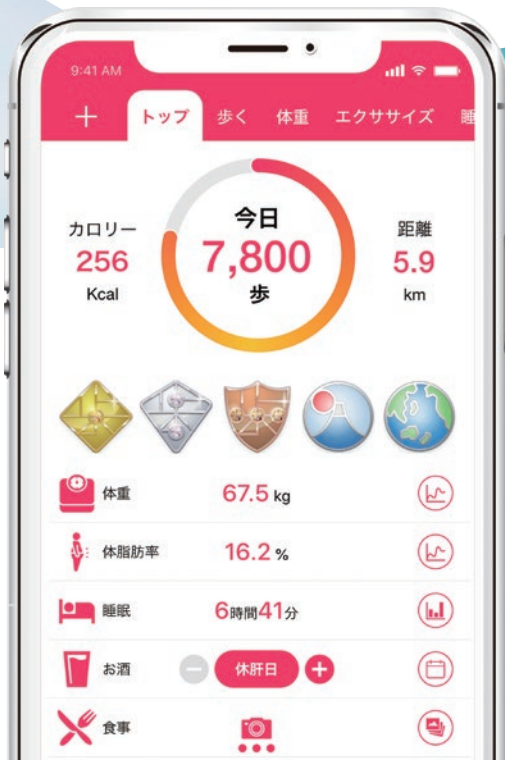 9:41 AM
トップ 歩く 体重 エクササイズ 睡
カロリー
256
Kcal
今日
7,800
歩
距離
5.9
km
体重 67.5 kg
体脂肪率 16.2 %
睡眠 6時間41分
お酒 休肝日
食事